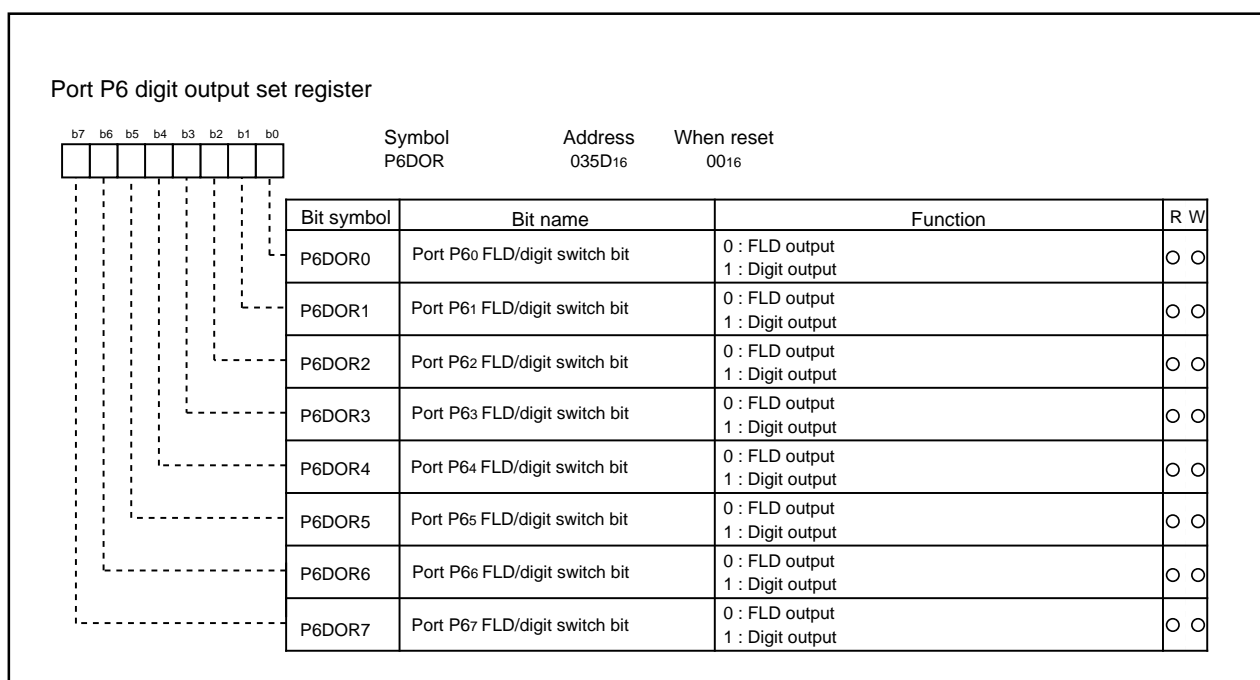 Port P6 digit output set register
b7 b6 b5 b4 b3 b2 b1 b0
Symbol Address When reset
P6DOR 035D16 0016
Bit symbol Bit name Function R W
P6DOR0 Port P60 FLD/digit switch bit 0 : FLD output
1 : Digit output
P6DOR1 Port P61 FLD/digit switch bit 0 : FLD output
1 : Digit output
P6DOR2 Port P62 FLD/digit switch bit 0 : FLD output
1 : Digit output
P6DOR3 Port P63 FLD/digit switch bit 0 : FLD output
1 : Digit output
P6DOR4 Port P64 FLD/digit switch bit 0 : FLD output
1 : Digit output
P6DOR5 Port P65 FLD/digit switch bit 0 : FLD output
1 : Digit output
P6DOR6 Port P66 FLD/digit switch bit 0 : FLD output
1 : Digit output
P6DOR7 Port P67 FLD/digit switch bit 0 : FLD output
1 : Digit output